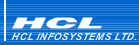 HCL
HCL INFOSYSTEMS LTD.